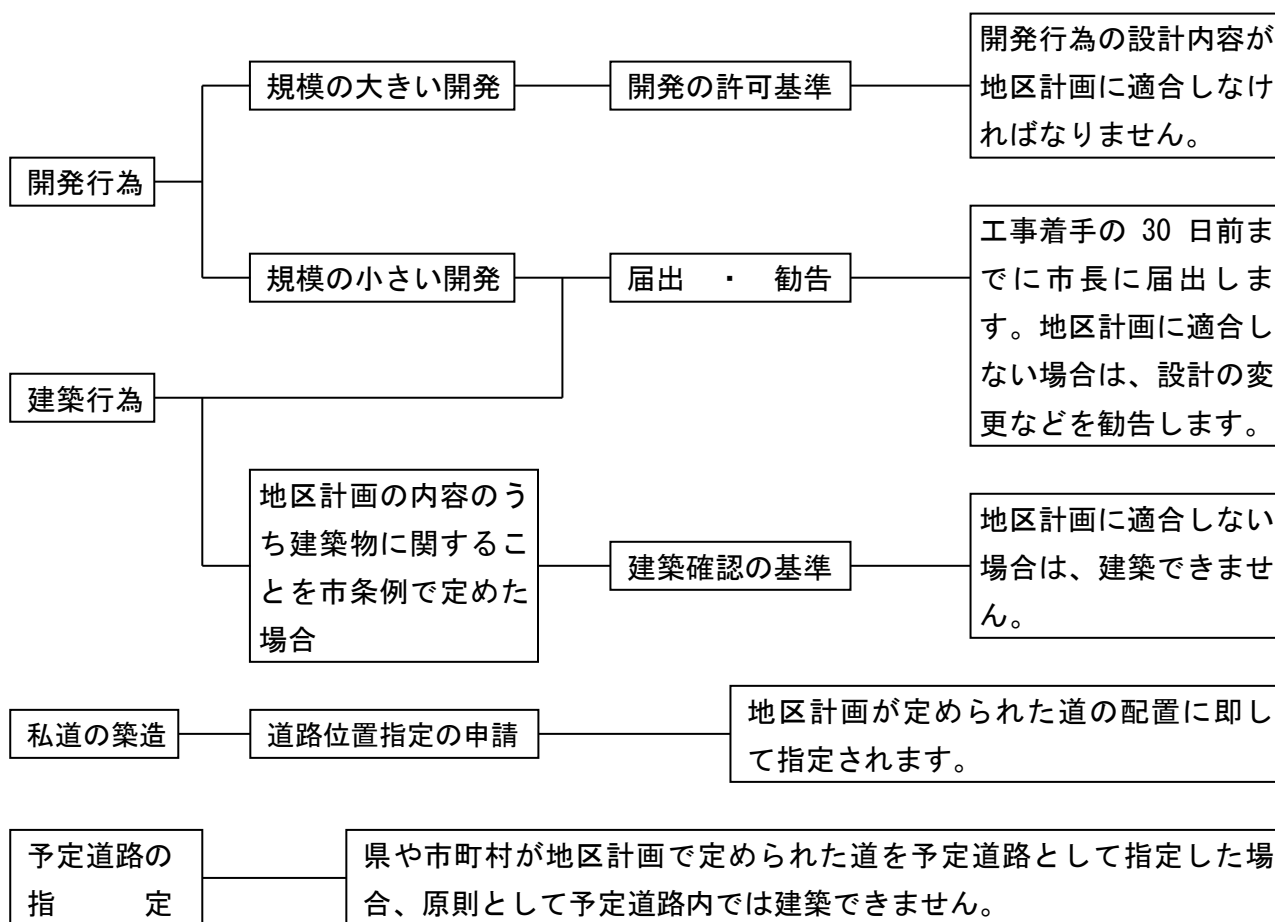 規模の大きい開発
開発の許可基準
開発行為の設計内容が
地区計画に適合しなけ
ればなりません。
開発行為
規模の小さい開発
届出 ・ 勧告
工事着手の 30 日前ま
でに市長に届出しま
す。地区計画に適合し
ない場合は、設計の変
更などを勧告します。
建築行為
地区計画の内容のう
ち建築物に関するこ
とを市条例で定めた
場合
建築確認の基準
地区計画に適合しない
場合は、建築できませ
ん。
私道の築造
道路位置指定の申請
地区計画が定められた道の配置に即し
て指定されます。
予定道路の
指 定
県や市町村が地区計画で定められた道を予定道路として指定した場
合、原則として予定道路内では建築できません。